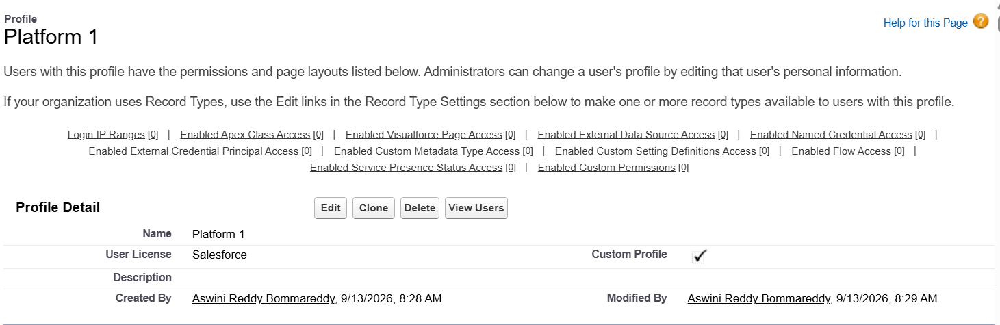 Profile
Platform 1
Help for this Page ?
Users with this profile have the permissions and page layouts listed below. Administrators can change a user's profile by editing that user's personal information.
If your organization uses Record Types, use the Edit links in the Record Type Settings section below to make one or more record types available to users with this profile.
Login IP Ranges [0] | Enabled Apex Class Access [0] | Enabled Visualforce Page Access [0] | Enabled External Data Source Access [0] | Enabled Named Credential Access [0] |
Enabled External Credential Principal Access [0] | Enabled Custom Metadata Type Access [0] | Enabled Custom Setting Definitions Access [0] | Enabled Flow Access [0] |
Enabled Service Presence Status Access [0] | Enabled Custom Permissions [0]
Profile Detail Edit Clone Delete View Users
Name Platform 1
User License Salesforce Custom Profile ✓
Description
Created By Aswini Reddy Bommareddy, 9/13/2026, 8:28 AM Modified By Aswini Reddy Bommareddy, 9/13/2026, 8:29 AM